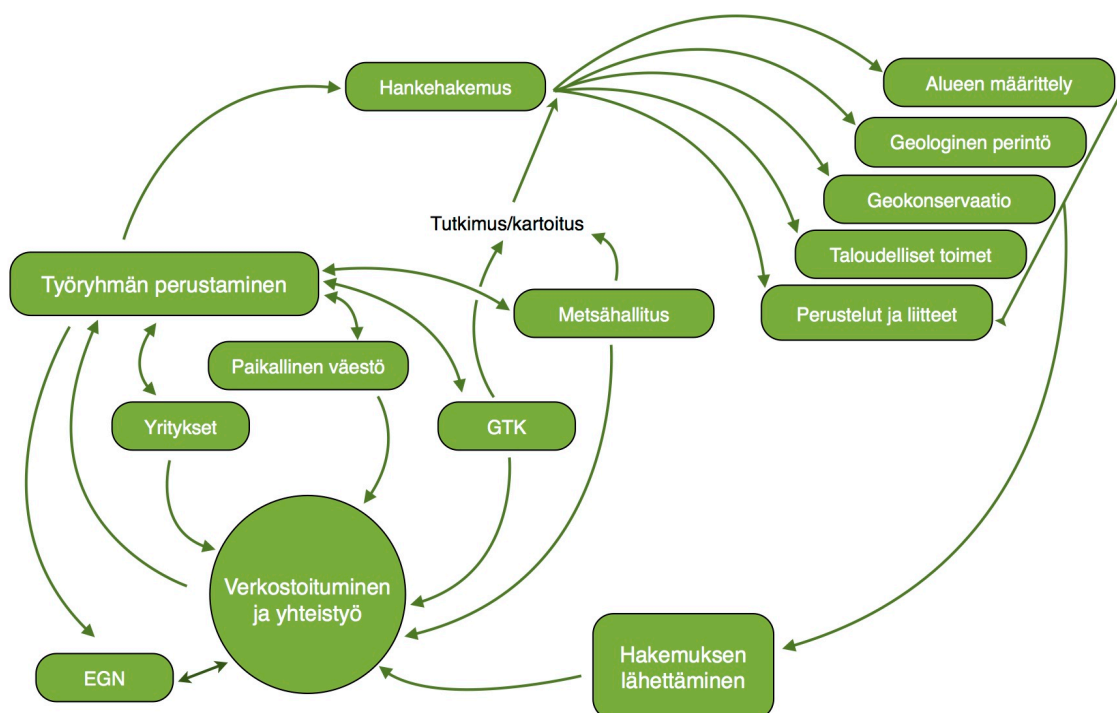 Hankehakemus
Alueen määrittely
Geologinen perintö
Geokonservaatio
Tutkimus/kartoitus
Taloudelliset toimet
Työryhmän perustaminen
Metsähallitus
Perustelut ja liitteet
Paikallinen väestö
Yritykset
GTK
Verkostoituminen
ja yhteistyö
EGN
Hakemuksen
lähettäminen